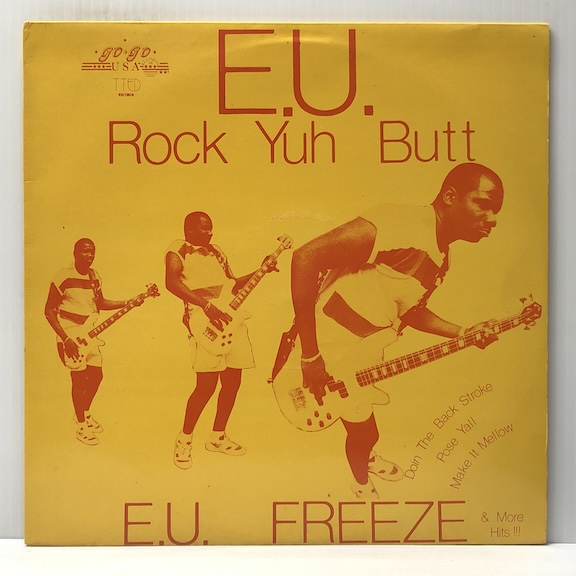 go·go
USA
TTED
E.U.
Rock Yuh Butt
Doin The Back Stroke
Pose Yall
Make It Mellow
E.U. FREEZE
& More
Hits!!!